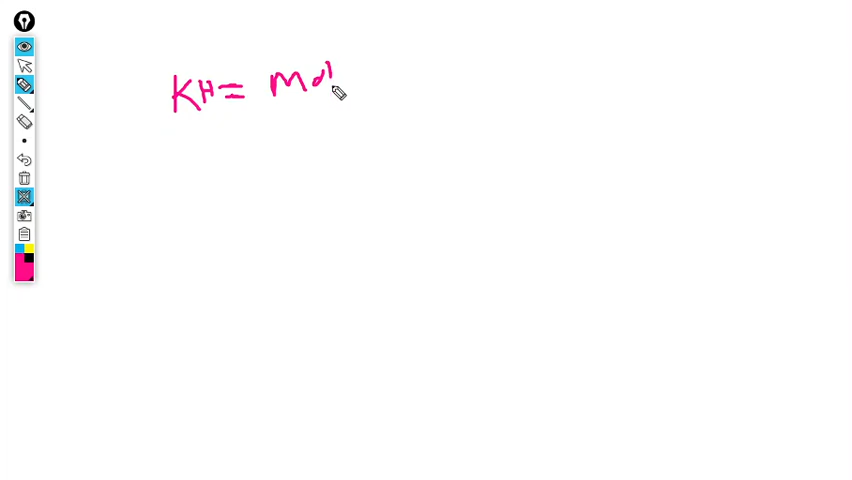 KH = mol